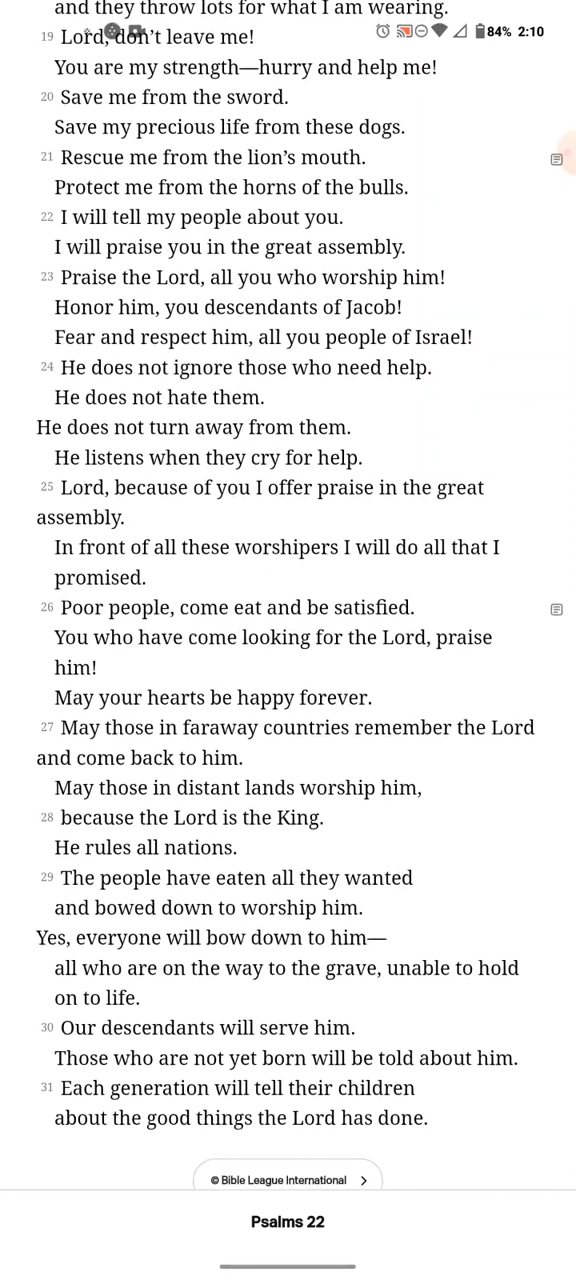 and they throw lots for what I am wearing.
84% 2:10
19 Lord, don't leave me!
You are my strength—hurry and help me!
20 Save me from the sword.
Save my precious life from these dogs.
21 Rescue me from the lion's mouth.
Protect me from the horns of the bulls.
22 I will tell my people about you.
I will praise you in the great assembly.
23 Praise the Lord, all you who worship him!
Honor him, you descendants of Jacob!
Fear and respect him, all you people of Israel!
24 He does not ignore those who need help.
He does not hate them.
He does not turn away from them.
He listens when they cry for help.
25 Lord, because of you I offer praise in the great
assembly.
In front of all these worshipers I will do all that I
promised.
26 Poor people, come eat and be satisfied.
You who have come looking for the Lord, praise
him!
May your hearts be happy forever.
27 May those in faraway countries remember the Lord
and come back to him.
May those in distant lands worship him,
28 because the Lord is the King.
He rules all nations.
29 The people have eaten all they wanted
and bowed down to worship him.
Yes, everyone will bow down to him—
all who are on the way to the grave, unable to hold
on to life.
30 Our descendants will serve him.
Those who are not yet born will be told about him.
31 Each generation will tell their children
about the good things the Lord has done.
© Bible League International
Psalms 22